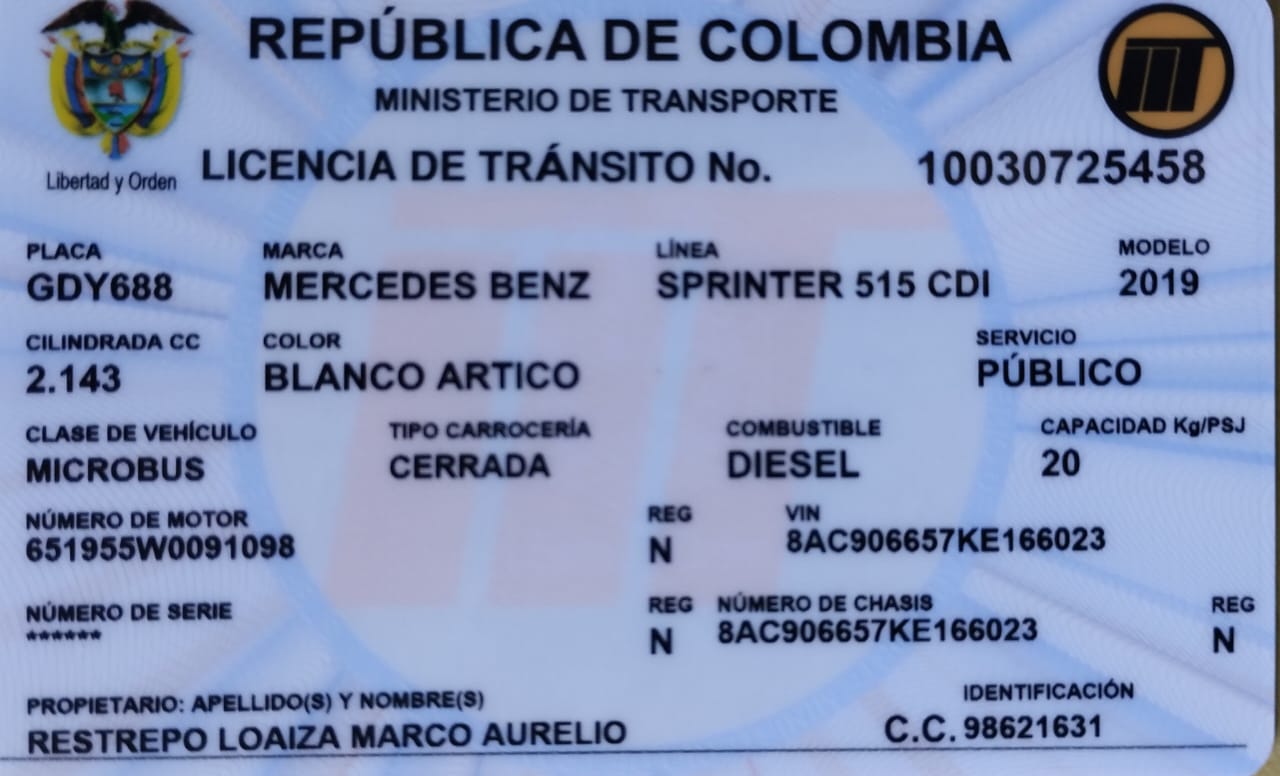 REPÚBLICA DE COLOMBIA
MINISTERIO DE TRANSPORTE
Libertad y Orden
LICENCIA DE TRÁNSITO No. 10030725458
PLACA MARCA LÍNEA MODELO
GDY688 MERCEDES BENZ SPRINTER 515 CDI 2019
CILINDRADA CC COLOR SERVICIO
2.143 BLANCO ARTICO PÚBLICO
CLASE DE VEHÍCULO TIPO CARROCERÍA COMBUSTIBLE CAPACIDAD Kg/PSJ
MICROBUS CERRADA DIESEL 20
NÚMERO DE MOTOR REG VIN
651955W0091098 N 8AC906657KE166023
NÚMERO DE SERIE REG NÚMERO DE CHASIS REG
****** N 8AC906657KE166023 N
PROPIETARIO: APELLIDO(S) Y NOMBRE(S) IDENTIFICACIÓN
RESTREPO LOAIZA MARCO AURELIO C.C. 98621631